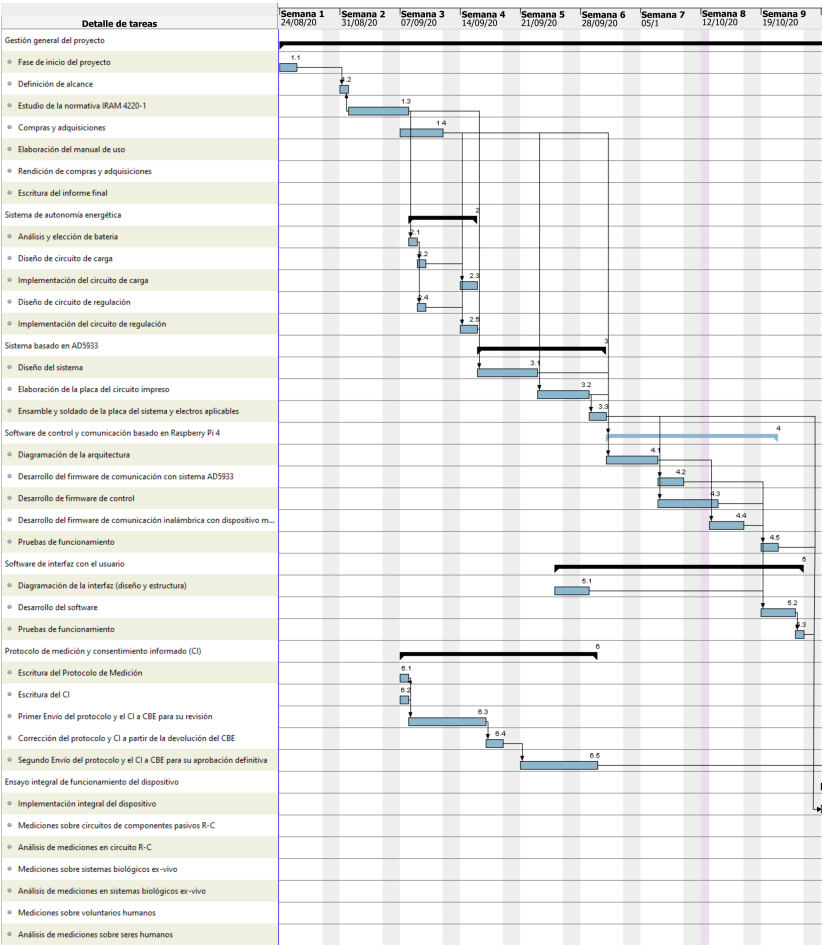 Detalle de tareas
Semana 1 Semana 2 Semana 3 Semana 4 Semana 5 Semana 6 Semana 7 Semana 8 Semana 9
24/08/20 31/08/20 07/09/20 14/09/20 21/09/20 28/09/20 05/1 12/10/20 19/10/20
Gestión general del proyecto
Fase de inicio del proyecto 1.1
Definición de alcance 1.2
Estudio de la normativa IRAM 4220-1 1.3
Compras y adquisiciones 1.4
Elaboración del manual de uso
Rendición de compras y adquisiciones
Escritura del informe final
Sistema de autonomía energética 2
Análisis y elección de bateria 2.1
Diseño de circuito de carga 2.2
Implementación del circuito de carga 2.3
Diseño de circuito de regulación 2.4
Implementación del circuito de regulación 2.5
Sistema basado en AD5933 3
Diseño del sistema 3.1
Elaboración de la placa del circuito impreso 3.2
Ensamble y soldado de la placa del sistema y electros aplicables 3.3
Software de control y comunicación basado en Raspberry Pi 4 4
Diagramación de la arquitectura 4.1
Desarrollo del firmware de comunicación con sistema AD5933 4.2
Desarrollo de firmware de control 4.3
Desarrollo del firmware de comunicación inalámbrica con dispositivo m... 4.4
Pruebas de funcionamiento 4.5
Software de interfaz con el usuario 5
Diagramación de la interfaz (diseño y estructura) 5.1
Desarrollo del software 5.2
Pruebas de funcionamiento 5.3
Protocolo de medición y consentimiento informado (CI) 6
Escritura del Protocolo de Medición 6.1
Escritura del CI 6.2
Primer Envío del protocolo y el CI a CBE para su revisión 6.3
Corrección del protocolo y CI a partir de la devolución del CBE 6.4
Segundo Envío del protocolo y el CI a CBE para su aprobación definitiva 6.5
Ensayo integral de funcionamiento del dispositivo
Implementación integral del dispositivo
Mediciones sobre circuitos de componentes pasivos R-C
Análisis de mediciones en circuito R-C
Mediciones sobre sistemas biológicos ex-vivo
Análisis de mediciones en sistemas biológicos ex-vivo
Mediciones sobre voluntarios humanos
Análisis de mediciones sobre seres humanos